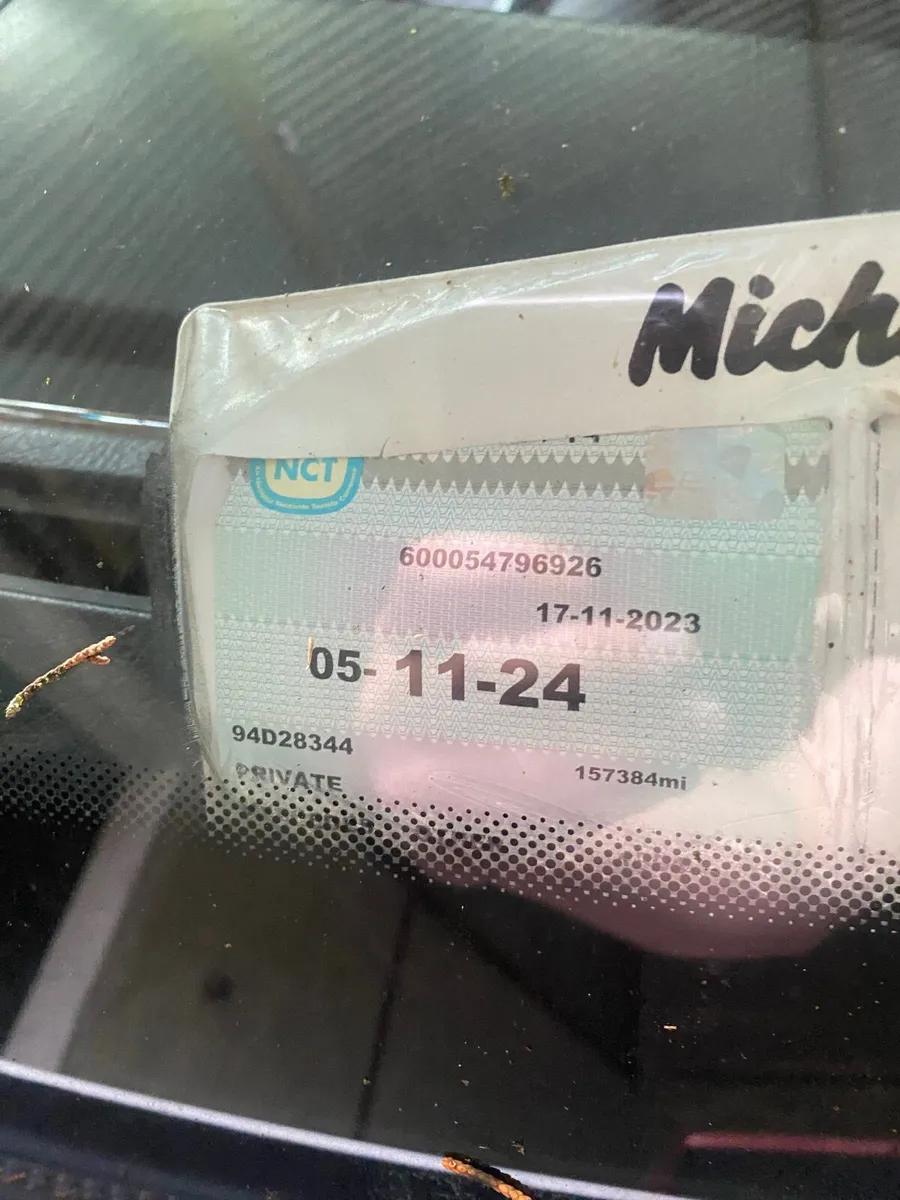 Mich
NCT
600054796926
17-11-2023
05-11-24
94D28344
PRIVATE
157384mi